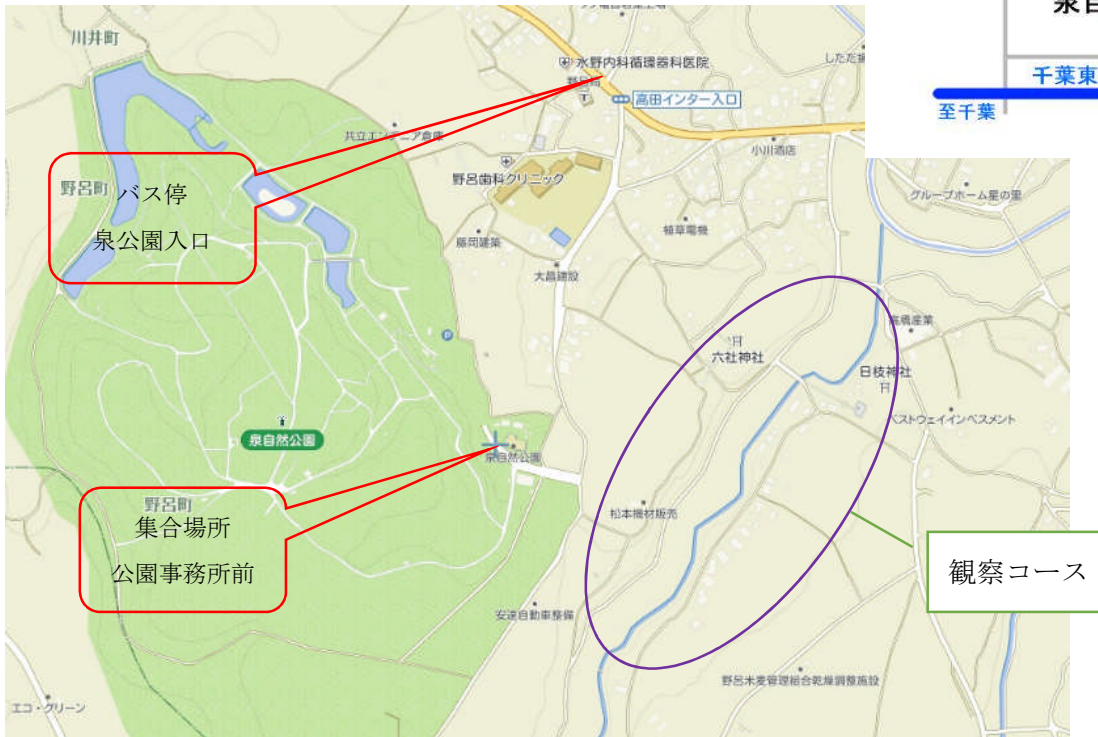 泉自
千葉東
至千葉
川井町
水野内科循環器科医院
高田インター入口
共立エンテニア倉庫
小川酒店
野呂歯科クリニック
グループホーム星の里
野呂町
バス停
泉公園入口
藤岡建築
植草電機
大昌建設
高橋産業
六社神社
日枝神社
ベストウェイインベスメント
泉自然公園
泉自然公園
野呂町
集合場所
公園事務所前
松本機材販売
観察コース
安達自動車整備
野呂米麦管理組合乾燥調整施設
エコ・グリーン